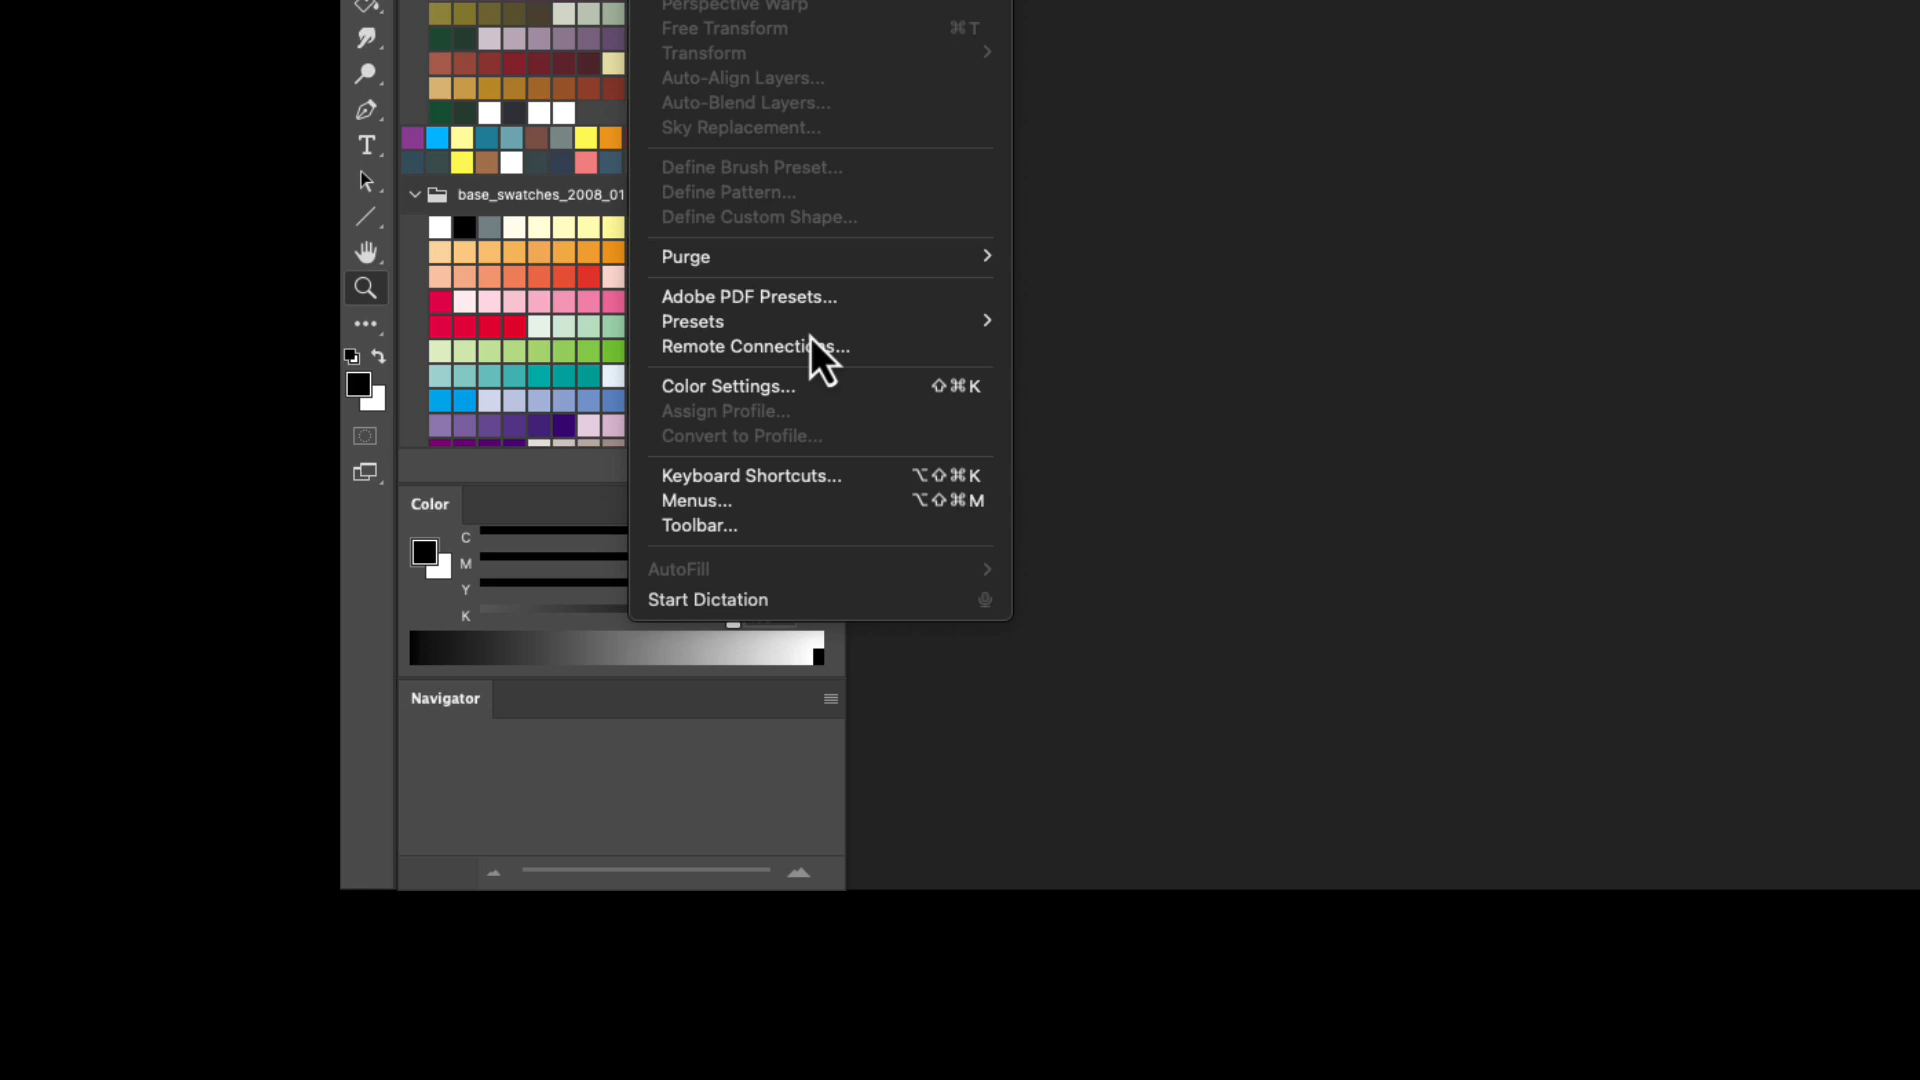 Perspective Warp
Free Transform ⌘T
Transform
Auto-Align Layers...
Auto-Blend Layers...
Sky Replacement...
Define Brush Preset...
Define Pattern...
Define Custom Shape...
base_swatches_2008_01
Purge
Adobe PDF Presets...
Presets
Remote Connections...
Color Settings... ⇧⌘K
Assign Profile...
Convert to Profile...
Keyboard Shortcuts... ⌥⇧⌘K
Menus... ⌥⇧⌘M
Toolbar...
AutoFill
Start Dictation
Color
C
M
Y
K
Navigator